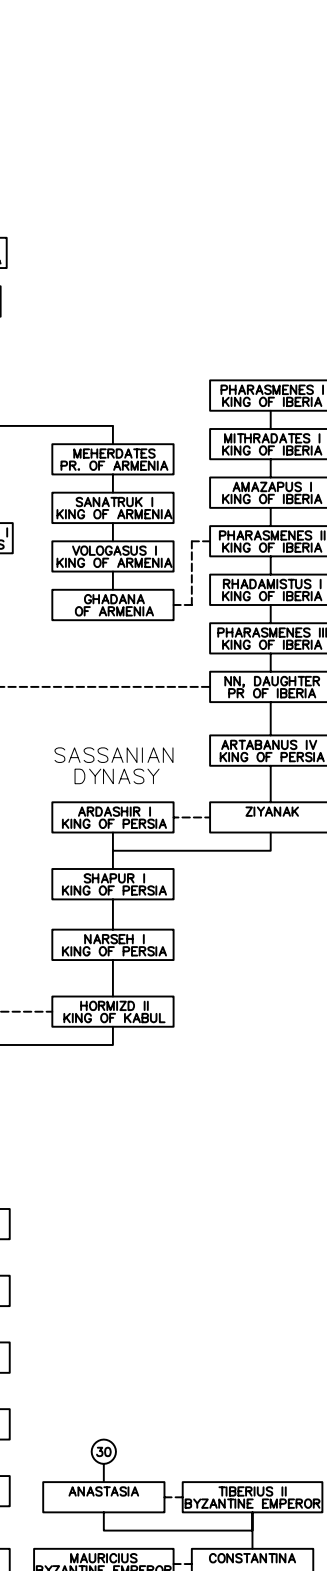 PHARASMENES I
KING OF IBERIA
MITHRADATES I
KING OF IBERIA
MEHERDATES
PR. OF ARMENIA
AMAZAPUS I
KING OF IBERIA
SANATRUK I
KING OF ARMENIA
PHARASMENES II
KING OF IBERIA
VOLOGASUS I
KING OF ARMENIA
RHADAMISTUS I
KING OF IBERIA
GHADANA
OF ARMENIA
PHARASMENES III
KING OF IBERIA
NN, DAUGHTER
PR OF IBERIA
ARTABANUS IV
KING OF PERSIA
SASSANIAN
DYNASY
ARDASHIR I
KING OF PERSIA
ZIYANAK
SHAPUR I
KING OF PERSIA
NARSEH I
KING OF PERSIA
HORMIZD II
KING OF KABUL
30
ANASTASIA
TIBERIUS II
BYZANTINE EMPEROR
MAURICIUS
BYZANTINE EMPEROR
CONSTANTINA